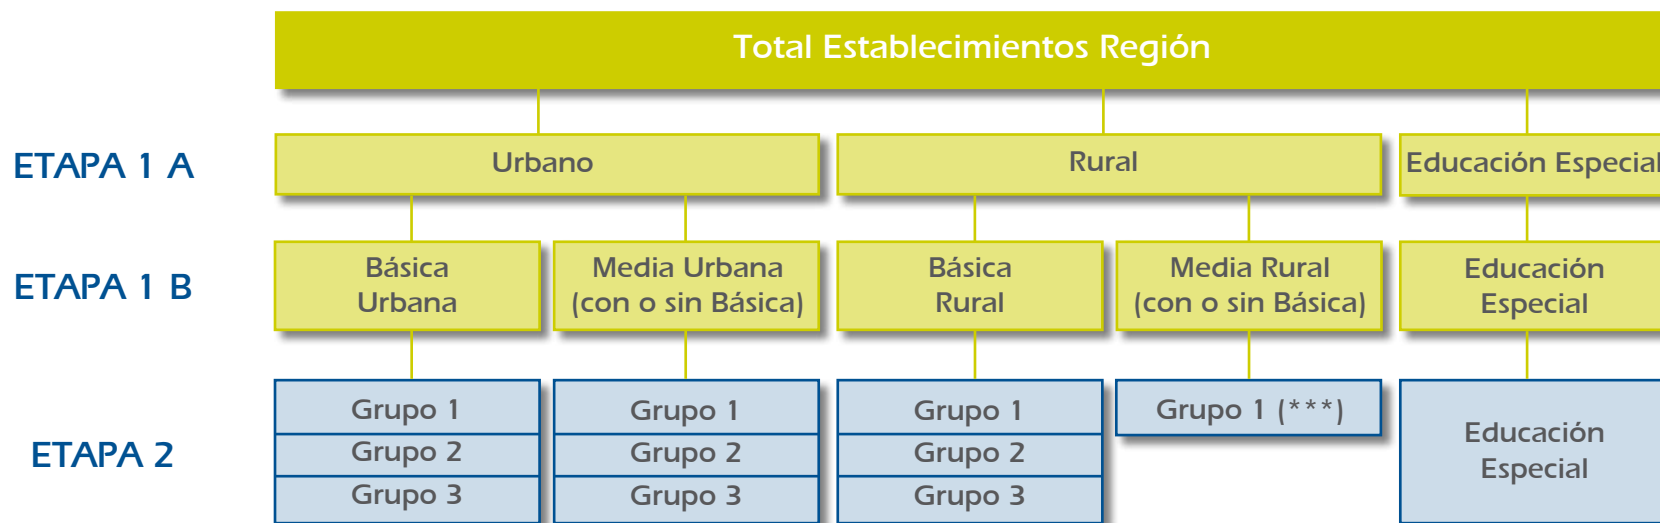 Total Establecimientos Región
ETAPA 1 A
Urbano
Rural
Educación Especial
ETAPA 1 B
Básica
Urbana
Media Urbana
(con o sin Básica)
Básica
Rural
Media Rural
(con o sin Básica)
Educación
Especial
ETAPA 2
Grupo 1
Grupo 2
Grupo 3
Grupo 1
Grupo 2
Grupo 3
Grupo 1
Grupo 2
Grupo 3
Grupo 1 (***)
Educación
Especial